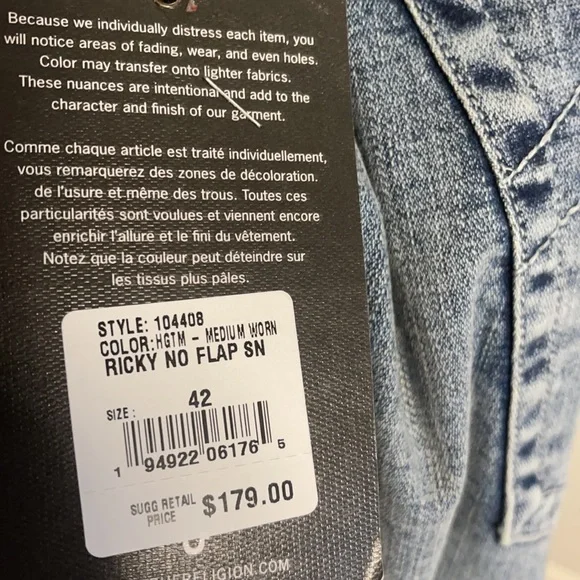 Because we individually distress each item, you
will notice areas of fading, wear, and even holes.
Color may transfer onto lighter fabrics.
These nuances are intentional and add to the
character and finish of our garment.
Comme chaque article est traité individuellement,
vous remarquerez des zones de décoloration.
de l'usure et même des trous. Toutes ces
particularités sont voulues et viennent encore
enrichir l'allure et le fini du vêtement.
Notez que la couleur peut déteindre sur
les tissus plus pâles.
STYLE: 104408
COLOR:HGTM - MEDIUM WORN
RICKY NO FLAP SN
SIZE: 42
1 94922 06176 5
SUGG RETAIL
PRICE $179.00
RELIGION.COM